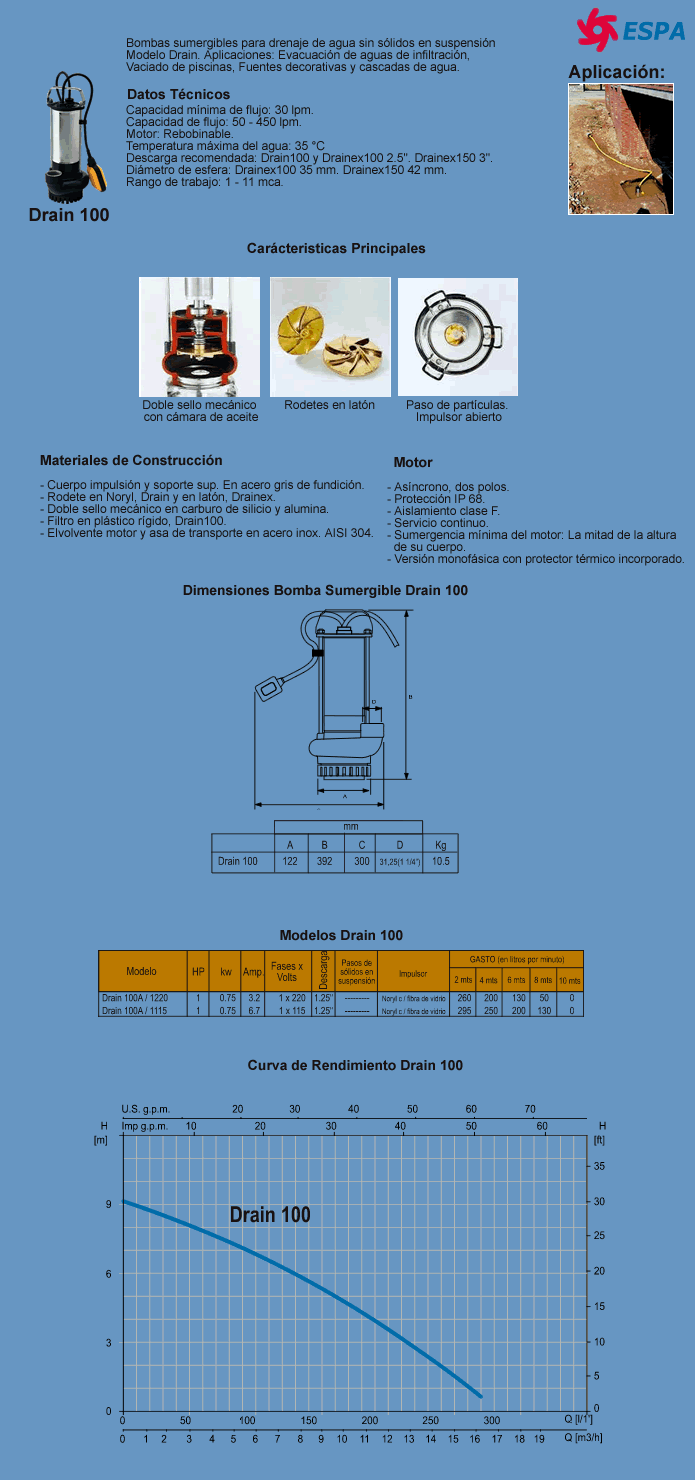 ESPA
Bombas sumergibles para drenaje de agua sin sólidos en suspensión
Modelo Drain. Aplicaciones: Evacuación de aguas de infiltración,
Vaciado de piscinas, Fuentes decorativas y cascadas de agua.
Aplicación:
Datos Técnicos
Capacidad mínima de flujo: 30 lpm.
Capacidad de flujo: 50 - 450 lpm.
Motor: Rebobinable.
Temperatura máxima del agua: 35 °C
Descarga recomendada: Drain100 y Drainex100 2.5". Drainex150 3".
Diámetro de esfera: Drainex100 35 mm. Drainex150 42 mm.
Rango de trabajo: 1 - 11 mca.
Drain 100
Carácteristicas Principales
Doble sello mecánico
con cámara de aceite
Rodetes en latón
Paso de partículas.
Impulsor abierto
Materiales de Construcción
- Cuerpo impulsión y soporte sup. En acero gris de fundición.
- Rodete en Noryl, Drain y en latón, Drainex.
- Doble sello mecánico en carburo de silicio y alumina.
- Filtro en plástico rígido, Drain100.
- Elvolvente motor y asa de transporte en acero inox. AISI 304.
Motor
- Asíncrono, dos polos.
- Protección IP 68.
- Aislamiento clase F.
- Servicio continuo.
- Sumergencia mínima del motor: La mitad de la altura
de su cuerpo.
- Versión monofásica con protector térmico incorporado.
Dimensiones Bomba Sumergible Drain 100
B
D
A
mm
A B C D Kg
Drain 100 122 392 300 31,25(1 1/4") 10.5
Modelos Drain 100
Modelo HP kw Amp. Fases x Volts Descarga Pasos de sólidos en suspensión Impulsor GASTO (en litros por minuto)
2 mts 4 mts 6 mts 8 mts 10 mts
Drain 100A / 1220 1 0.75 3.2 1 x 220 1.25" --------- Noryl c / fibra de vidrio 260 200 130 50 0
Drain 100A / 1115 1 0.75 6.7 1 x 115 1.25" --------- Noryl c / fibra de vidrio 295 250 200 130 0
Curva de Rendimiento Drain 100
U.S. g.p.m. 20 30 40 50 60 70
H Imp g.p.m. 10 20 30 40 50 60 H
[m] [ft]
35
9 30
Drain 100
25
6 20
15
3 10
5
0 0
0 50 100 150 200 250 300 Q [l/1']
0 1 2 3 4 5 6 7 8 9 10 11 12 13 14 15 16 17 18 19 Q [m3/h]